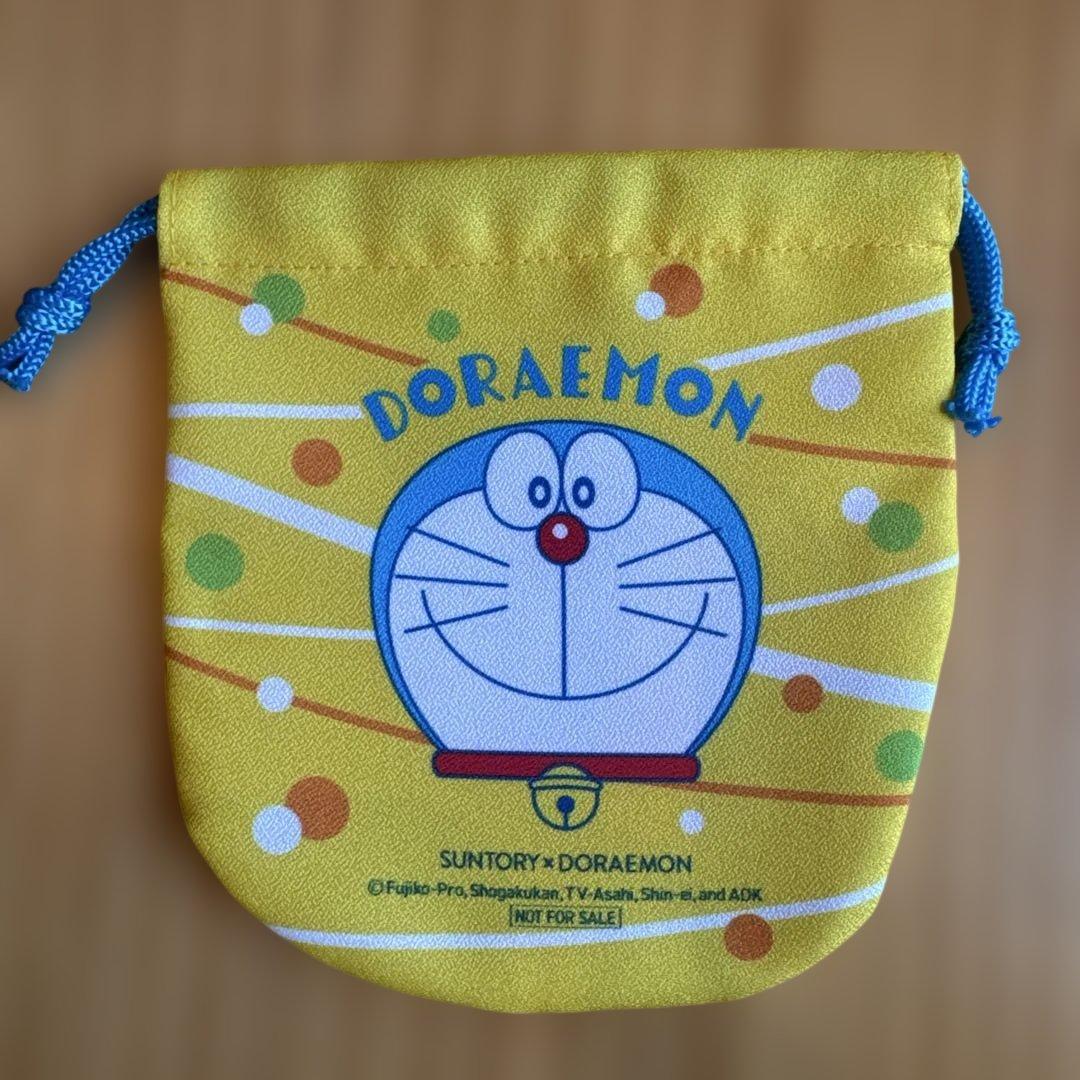 DORAEMON
SUNTORY×DORAEMON
©Fujiko-Pro, Shogakukan, TV-Asahi, Shin-ei, and ADK
NOT FOR SALE